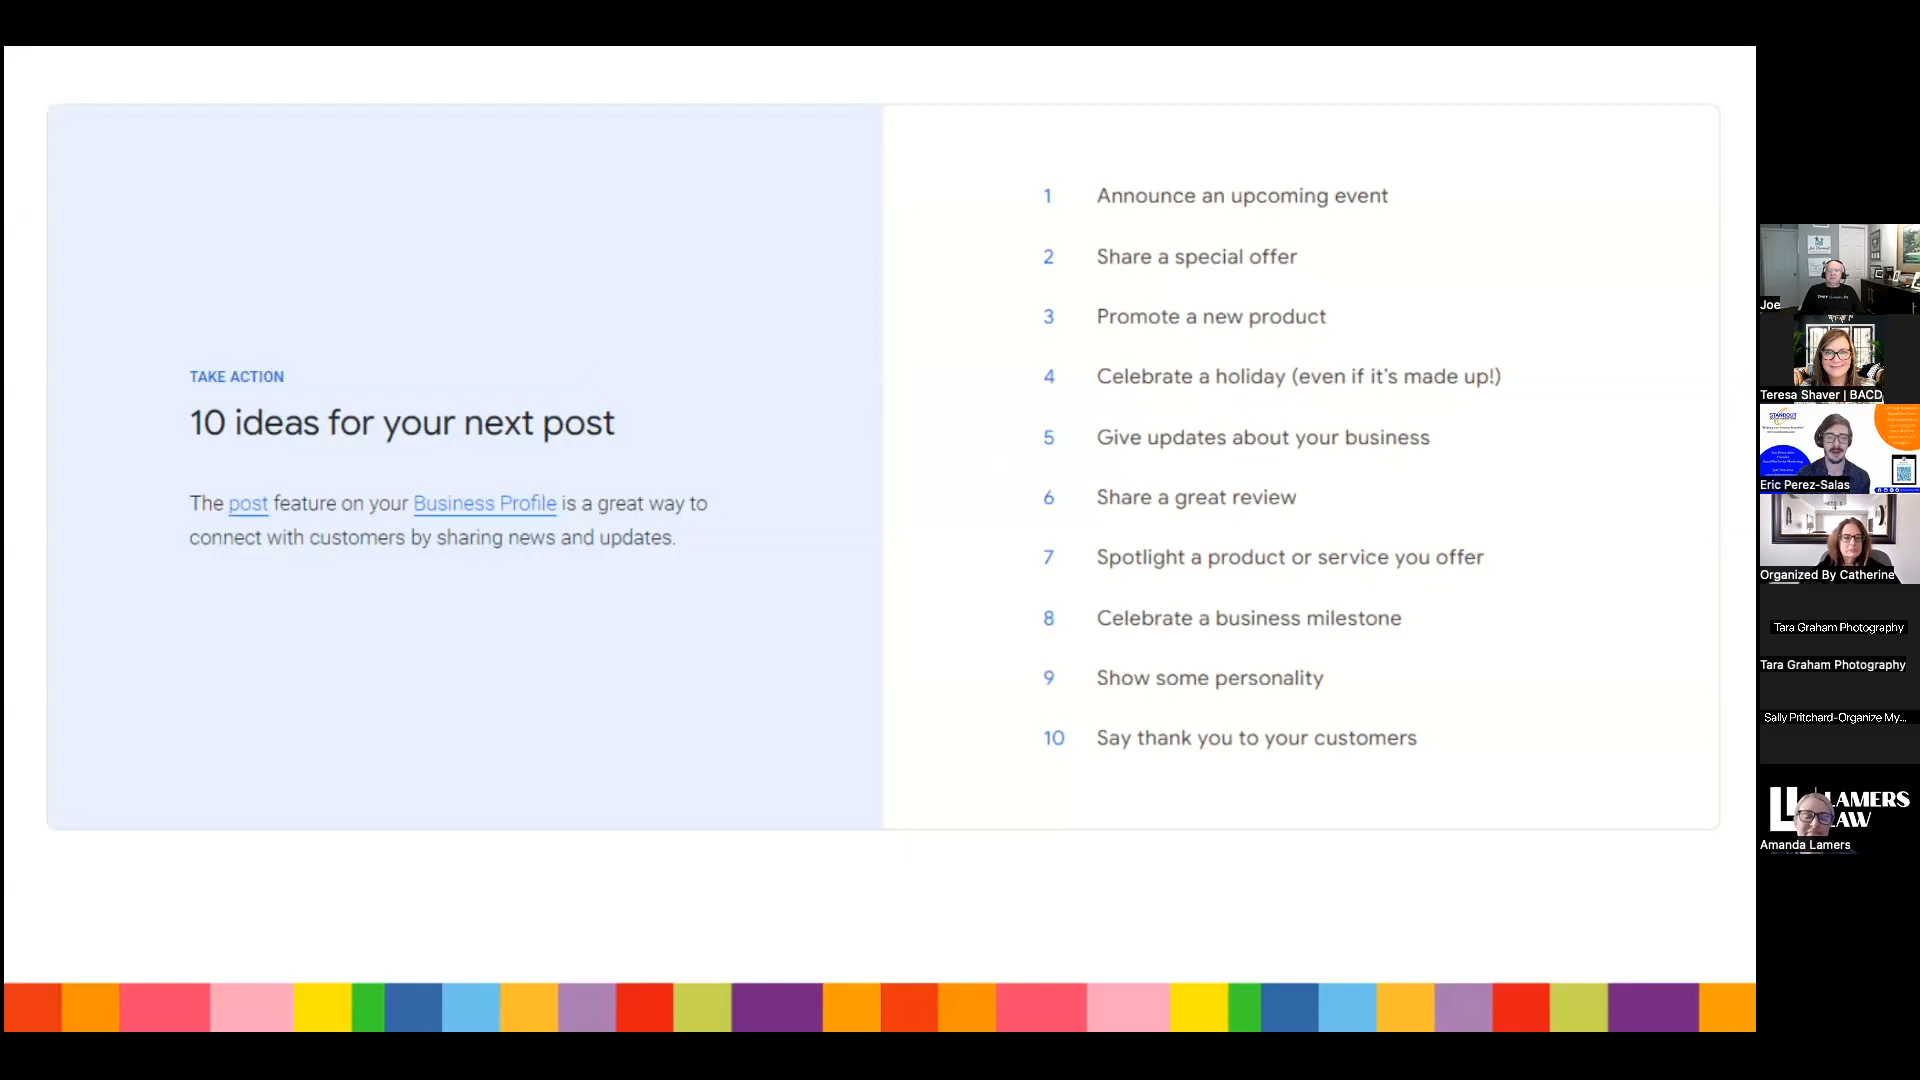 TAKE ACTION
10 ideas for your next post
The post feature on your Business Profile is a great way to
connect with customers by sharing news and updates.
1 Announce an upcoming event
2 Share a special offer
3 Promote a new product
4 Celebrate a holiday (even if it's made up!)
5 Give updates about your business
6 Share a great review
7 Spotlight a product or service you offer
8 Celebrate a business milestone
9 Show some personality
10 Say thank you to your customers
Joe
Teresa Shaver | BACD
STANDOUT
Eric Perez-Salas
Organized By Catherine
Tara Graham Photography
Tara Graham Photography
Sally Pritchard-Organize My...
LAMERS
LAW
Amanda Lamers